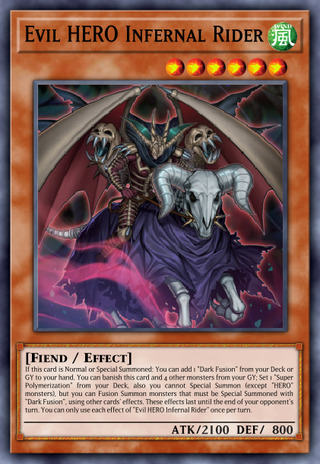 Evil HERO Infernal Rider
WIND
風
[Fiend / Effect]
If this card is Normal or Special Summoned: You can add 1 "Dark Fusion" from your Deck or
GY to your hand. You can banish this card and 4 other monsters from your GY; Set 1 "Super
Polymerization" from your Deck, also you cannot Special Summon (except "HERO"
monsters), but you can Fusion Summon monsters that must be Special Summoned with
"Dark Fusion", using other cards' effects. These effects last until the end of your opponent's
turn. You can only use each effect of "Evil HERO Infernal Rider" once per turn.
ATK/2100 DEF/ 800